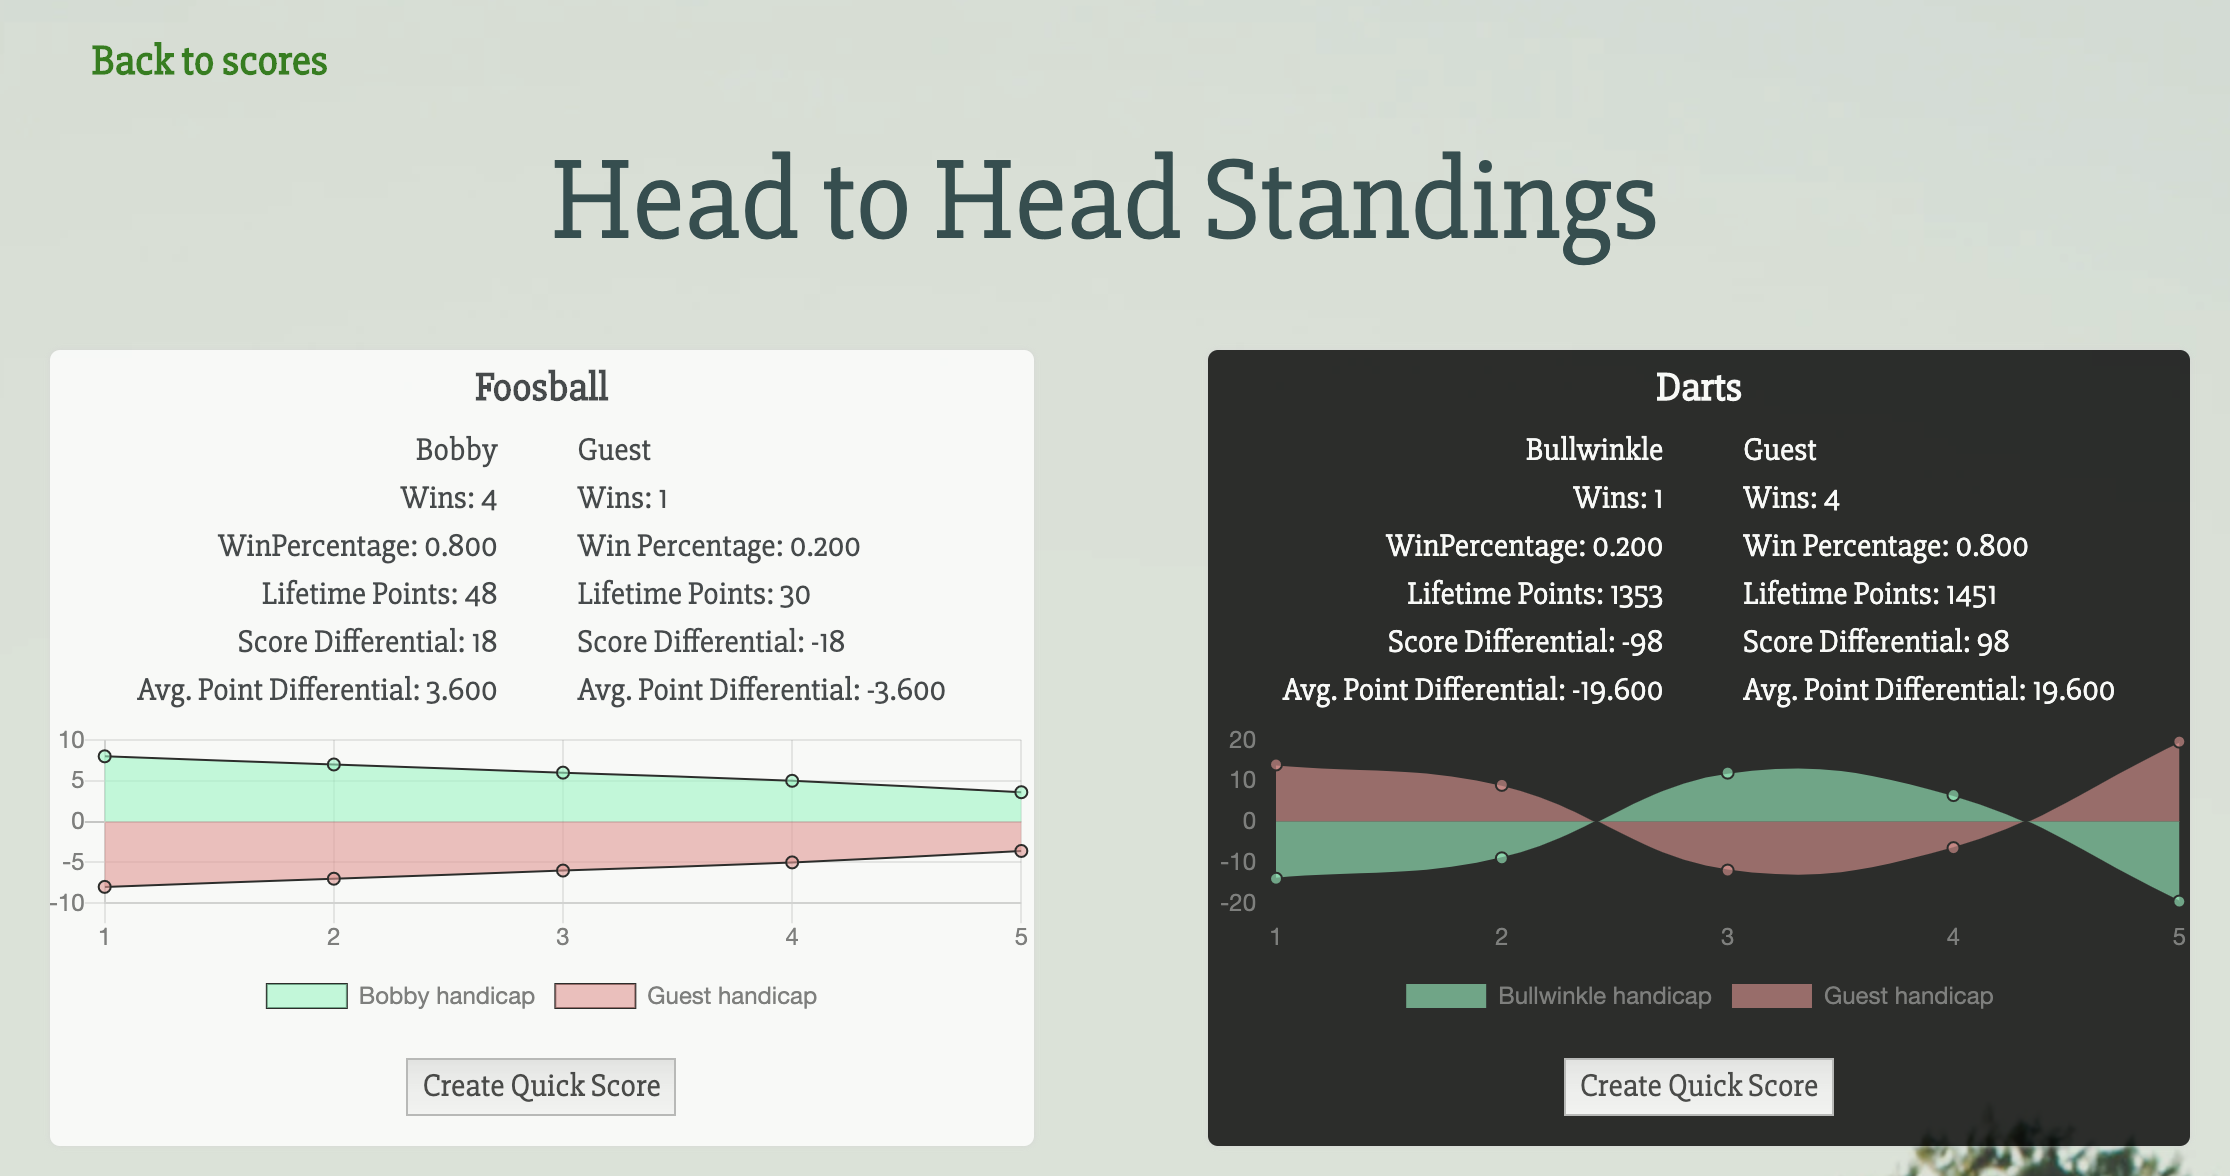 Back to scores
Head to Head Standings
Foosball
Bobby
Guest
Wins: 4
Wins: 1
WinPercentage: 0.800
Win Percentage: 0.200
Lifetime Points: 48
Lifetime Points: 30
Score Differential: 18
Score Differential: -18
Avg. Point Differential: 3.600
Avg. Point Differential: -3.600
10
5
0
-5
-10
1 2 3 4 5
Bobby handicap
Guest handicap
Create Quick Score
Darts
Bullwinkle
Guest
Wins: 1
Wins: 4
WinPercentage: 0.200
Win Percentage: 0.800
Lifetime Points: 1353
Lifetime Points: 1451
Score Differential: -98
Score Differential: 98
Avg. Point Differential: -19.600
Avg. Point Differential: 19.600
20
10
0
-10
-20
1 2 3 4 5
Bullwinkle handicap
Guest handicap
Create Quick Score